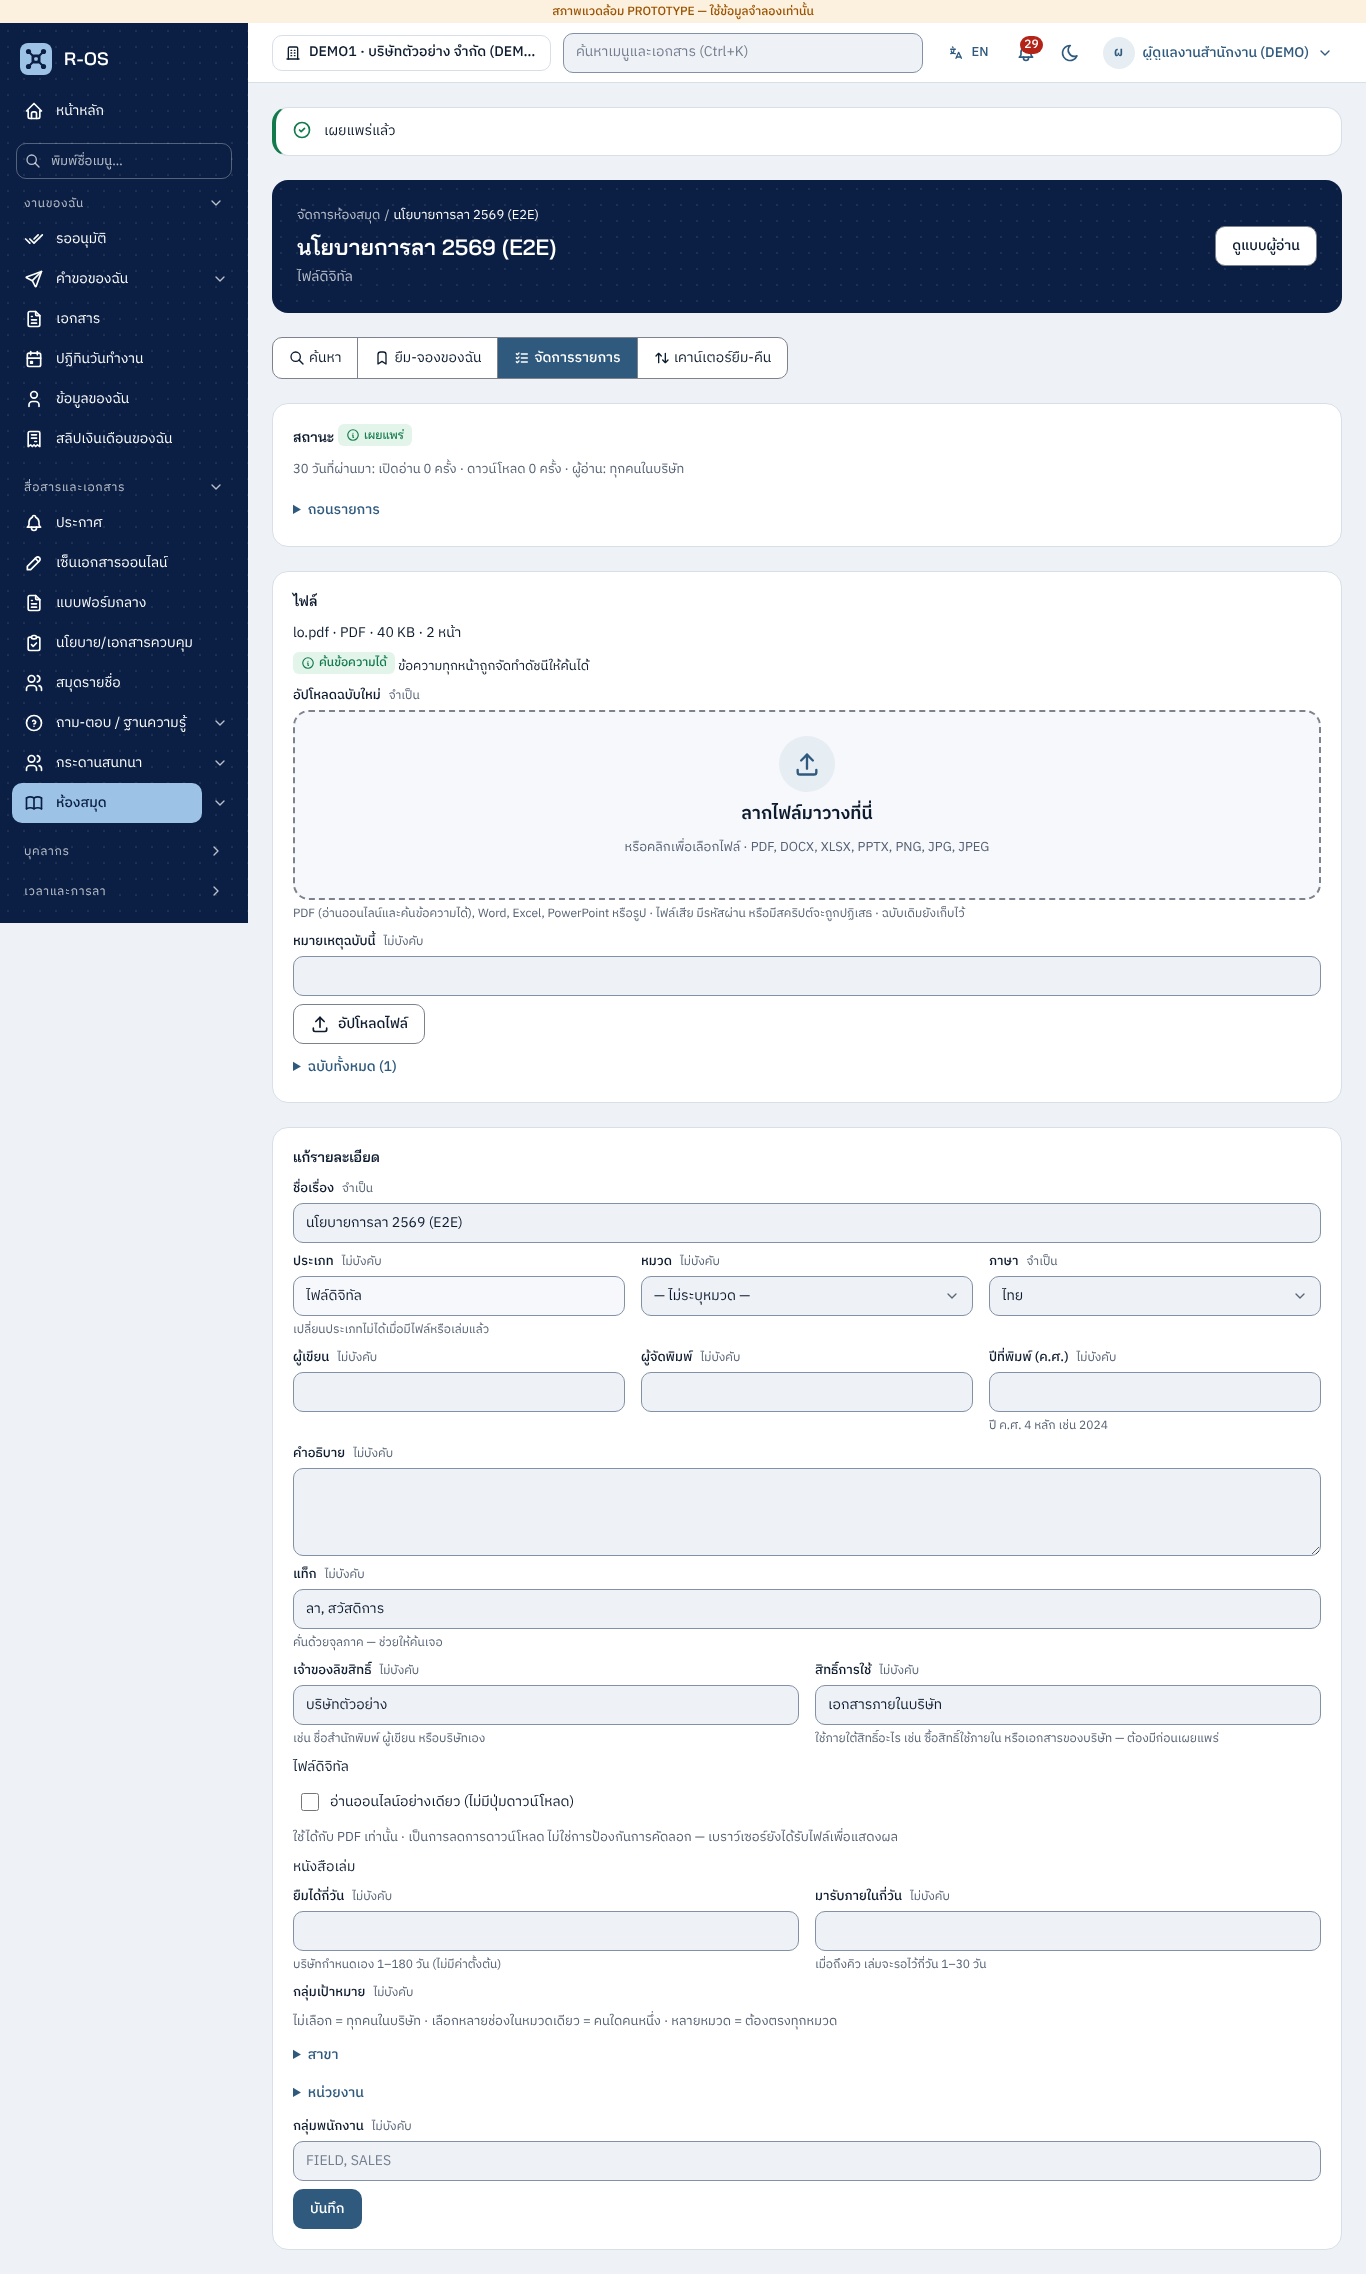 สภาพแวดล้อม PROTOTYPE — ใช้ข้อมูลจำลองเท่านั้น
R-OS
DEMO1 · บริษัทตัวอย่าง จำกัด (DEM...
ค้นหาเมนูและเอกสาร (Ctrl+K)
EN
29
ผ
ผู้ดูแลงานสำนักงาน (DEMO)
หน้าหลัก
พิมพ์ชื่อเมนู...
งานของฉัน
รออนุมัติ
คำขอของฉัน
เอกสาร
ปฏิทินวันทำงาน
ข้อมูลของฉัน
สลิปเงินเดือนของฉัน
สื่อสารและเอกสาร
ประกาศ
เซ็นเอกสารออนไลน์
แบบฟอร์มกลาง
นโยบาย/เอกสารควบคุม
สมุดรายชื่อ
ถาม-ตอบ / ฐานความรู้
กระดานสนทนา
ห้องสมุด
บุคลากร
เวลาและการลา
เผยแพร่แล้ว
จัดการห้องสมุด / นโยบายการลา 2569 (E2E)
นโยบายการลา 2569 (E2E)
ไฟล์ดิจิทัล
ดูแบบผู้อ่าน
ค้นหา
ยืม-จองของฉัน
จัดการรายการ
เคาน์เตอร์ยืม-คืน
สถานะ เผยแพร่
30 วันที่ผ่านมา: เปิดอ่าน 0 ครั้ง · ดาวน์โหลด 0 ครั้ง · ผู้อ่าน: ทุกคนในบริษัท
ถอนรายการ
ไฟล์
lo.pdf · PDF · 40 KB · 2 หน้า
ค้นข้อความได้ ข้อความทุกหน้าถูกจัดทำดัชนีให้ค้นได้
อัปโหลดฉบับใหม่ จำเป็น
ลากไฟล์มาวางที่นี่
หรือคลิกเพื่อเลือกไฟล์ · PDF, DOCX, XLSX, PPTX, PNG, JPG, JPEG
PDF (อ่านออนไลน์และค้นข้อความได้), Word, Excel, PowerPoint หรือรูป · ไฟล์เสีย มีรหัสผ่าน หรือมีสคริปต์จะถูกปฏิเสธ · ฉบับเดิมยังเก็บไว้
หมายเหตุฉบับนี้ ไม่บังคับ
อัปโหลดไฟล์
ฉบับทั้งหมด (1)
แก้รายละเอียด
ชื่อเรื่อง จำเป็น
นโยบายการลา 2569 (E2E)
ประเภท ไม่บังคับ
หมวด ไม่บังคับ
ภาษา จำเป็น
ไฟล์ดิจิทัล
— ไม่ระบุหมวด —
ไทย
เปลี่ยนประเภทไม่ได้เมื่อมีไฟล์หรือเล่มแล้ว
ผู้เขียน ไม่บังคับ
ผู้จัดพิมพ์ ไม่บังคับ
ปีที่พิมพ์ (ค.ศ.) ไม่บังคับ
ปี ค.ศ. 4 หลัก เช่น 2024
คำอธิบาย ไม่บังคับ
แท็ก ไม่บังคับ
ลา, สวัสดิการ
คั่นด้วยจุลภาค — ช่วยให้ค้นเจอ
เจ้าของลิขสิทธิ์ ไม่บังคับ
สิทธิ์การใช้ ไม่บังคับ
บริษัทตัวอย่าง
เอกสารภายในบริษัท
เช่น ชื่อสำนักพิมพ์ ผู้เขียน หรือบริษัทเอง
ใช้ภายใต้สิทธิ์อะไร เช่น ซื้อสิทธิ์ใช้ภายใน หรือเอกสารของบริษัท — ต้องมีก่อนเผยแพร่
ไฟล์ดิจิทัล
อ่านออนไลน์อย่างเดียว (ไม่มีปุ่มดาวน์โหลด)
ใช้ได้กับ PDF เท่านั้น · เป็นการลดการดาวน์โหลด ไม่ใช่การป้องกันการคัดลอก — เบราว์เซอร์ยังได้รับไฟล์เพื่อแสดงผล
หนังสือเล่ม
ยืมได้กี่วัน ไม่บังคับ
มารับภายในกี่วัน ไม่บังคับ
บริษัทกำหนดเอง 1–180 วัน (ไม่มีค่าตั้งต้น)
เมื่อถึงคิว เล่มจะรอไว้กี่วัน 1–30 วัน
กลุ่มเป้าหมาย ไม่บังคับ
ไม่เลือก = ทุกคนในบริษัท · เลือกหลายช่องในหมวดเดียว = คนใดคนหนึ่ง · หลายหมวด = ต้องตรงทุกหมวด
สาขา
หน่วยงาน
กลุ่มพนักงาน ไม่บังคับ
FIELD, SALES
บันทึก